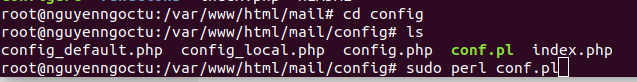 root@nguyenngoctu:/var/www/html/mail# cd config
root@nguyenngoctu:/var/www/html/mail/config# ls
config_default.php config_local.php config.php conf.pl index.php
root@nguyenngoctu:/var/www/html/mail/config# sudo perl conf.pl